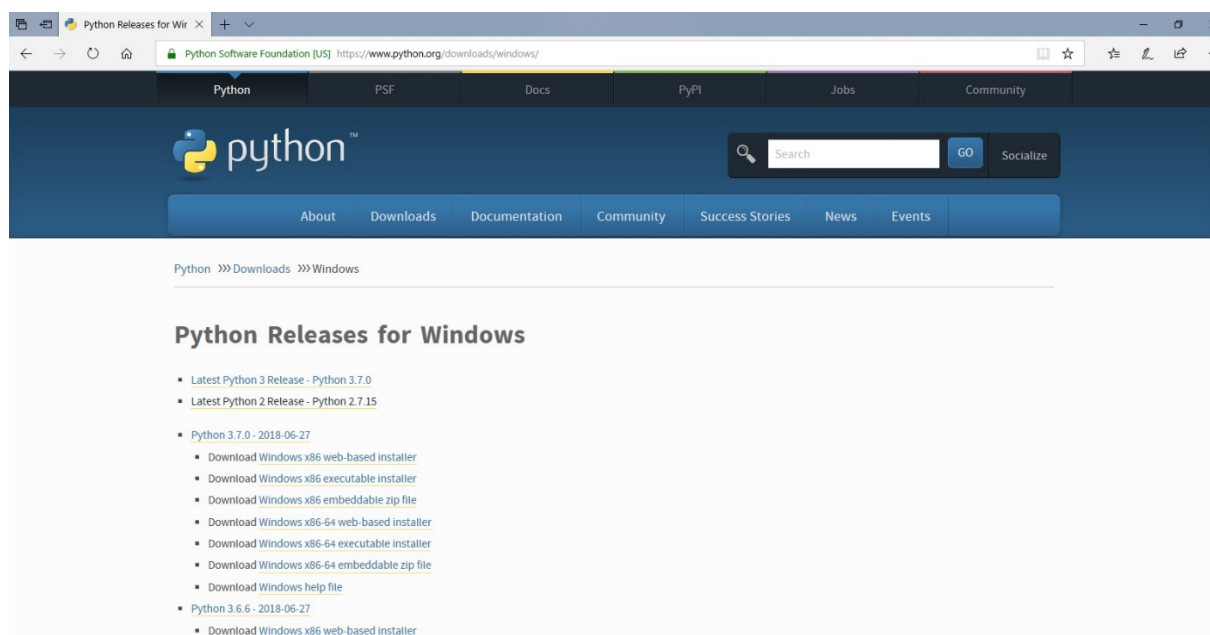 Python Releases for Wir
Python Software Foundation [US] https://www.python.org/downloads/windows/
Python PSF Docs PyPI Jobs Community
python™
Search GO Socialize
About Downloads Documentation Community Success Stories News Events
Python >>> Downloads >>> Windows
Python Releases for Windows
Latest Python 3 Release - Python 3.7.0
Latest Python 2 Release - Python 2.7.15
Python 3.7.0 - 2018-06-27
Download Windows x86 web-based installer
Download Windows x86 executable installer
Download Windows x86 embeddable zip file
Download Windows x86-64 web-based installer
Download Windows x86-64 executable installer
Download Windows x86-64 embeddable zip file
Download Windows help file
Python 3.6.6 - 2018-06-27
Download Windows x86 web-based installer